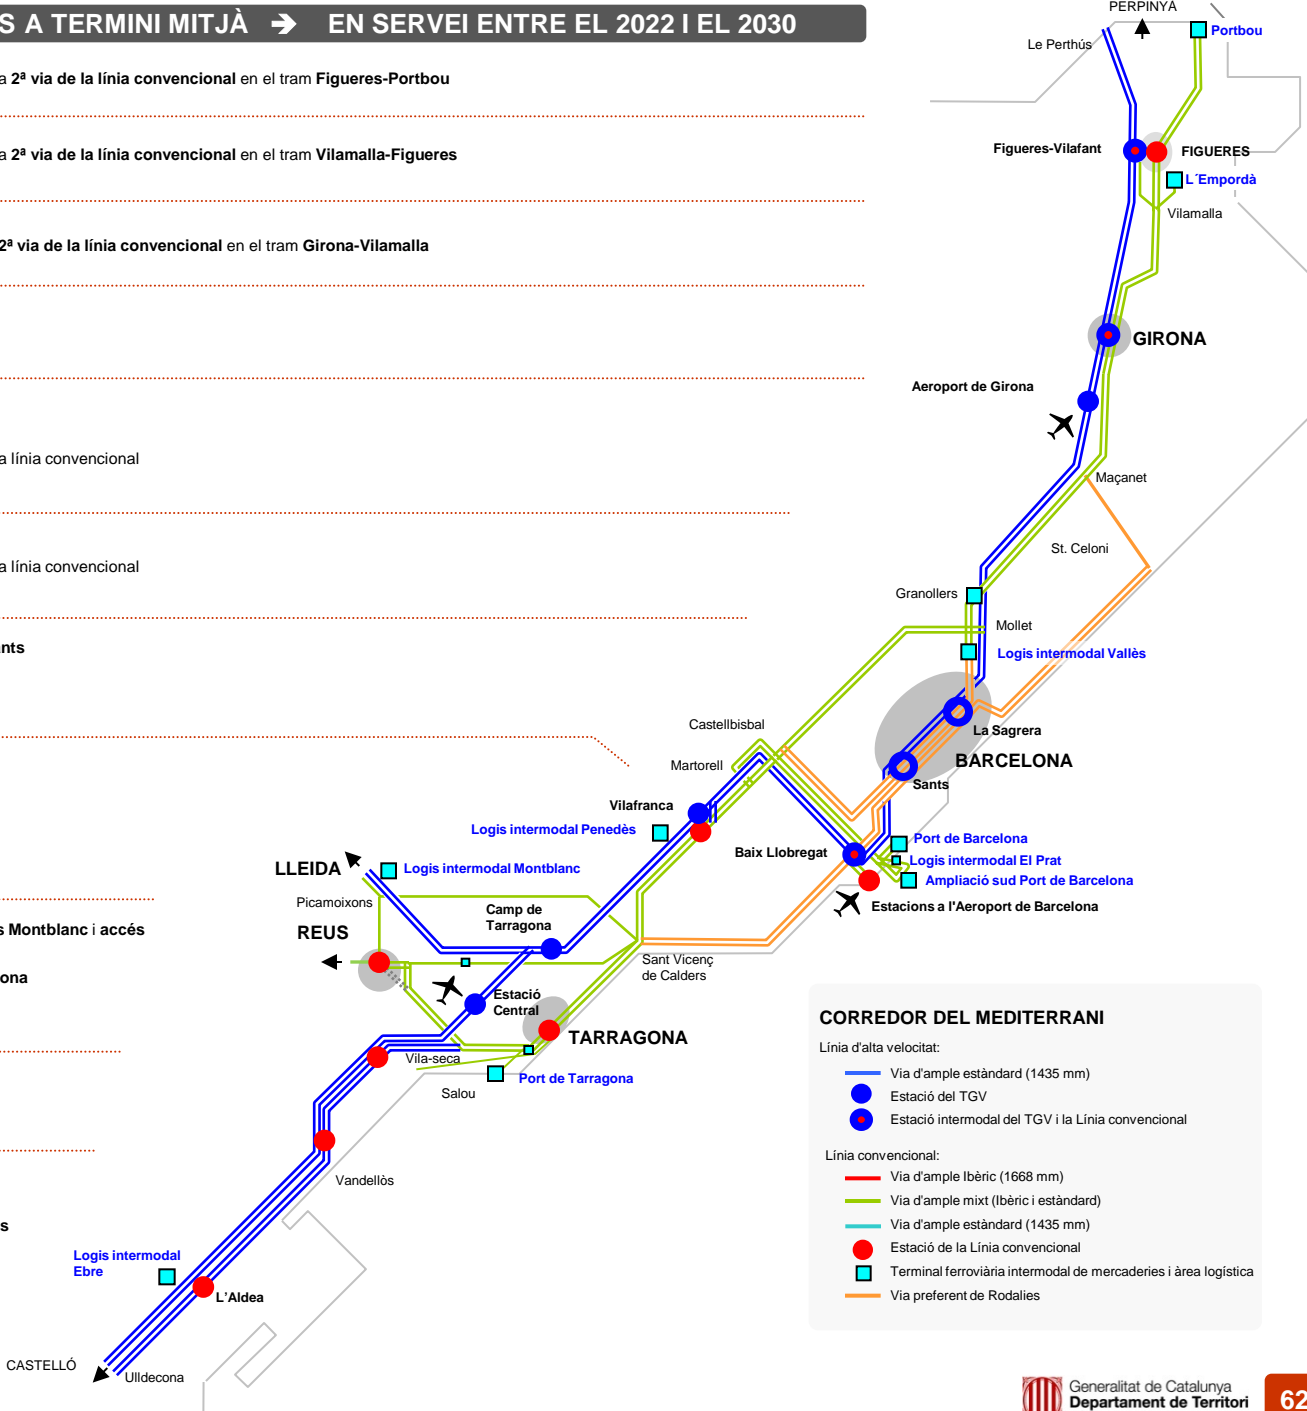 S A TERMINI MITJÀ ➔ EN SERVEI ENTRE EL 2022 I EL 2030
a 2ª via de la línia convencional en el tram Figueres-Portbou
a 2ª via de la línia convencional en el tram Vilamalla-Figueres
2ª via de la línia convencional en el tram Girona-Vilamalla
a línia convencional
a línia convencional
ants
s Montblanc i accés
ona
s
PERPINYÀ
Portbou
Le Perthús
Figueres-Vilafant
FIGUERES
L´Empordà
Vilamalla
GIRONA
Aeroport de Girona
Maçanet
St. Celoni
Granollers
Mollet
Logis intermodal Vallès
Castellbisbal
La Sagrera
BARCELONA
Martorell
Sants
Vilafranca
Logis intermodal Penedès
Port de Barcelona
Baix Llobregat
Logis intermodal El Prat
LLEIDA
Logis intermodal Montblanc
Ampliació sud Port de Barcelona
Picamoixons
Camp de
Tarragona
Estacions a l'Aeroport de Barcelona
REUS
Sant Vicenç
de Calders
Estació
Central
TARRAGONA
Vila-seca
Port de Tarragona
Salou
Vandellòs
Logis intermodal
Ebre
L'Aldea
CASTELLÓ
Ulldecona
CORREDOR DEL MEDITERRANI
Línia d'alta velocitat:
Via d'ample estàndard (1435 mm)
Estació del TGV
Estació intermodal del TGV i la Línia convencional
Línia convencional:
Via d'ample Ibèric (1668 mm)
Via d'ample mixt (Ibèric i estàndard)
Via d'ample estàndard (1435 mm)
Estació de la Línia convencional
Terminal ferroviària intermodal de mercaderies i àrea logística
Via preferent de Rodalies
Generalitat de Catalunya
Departament de Territori
62